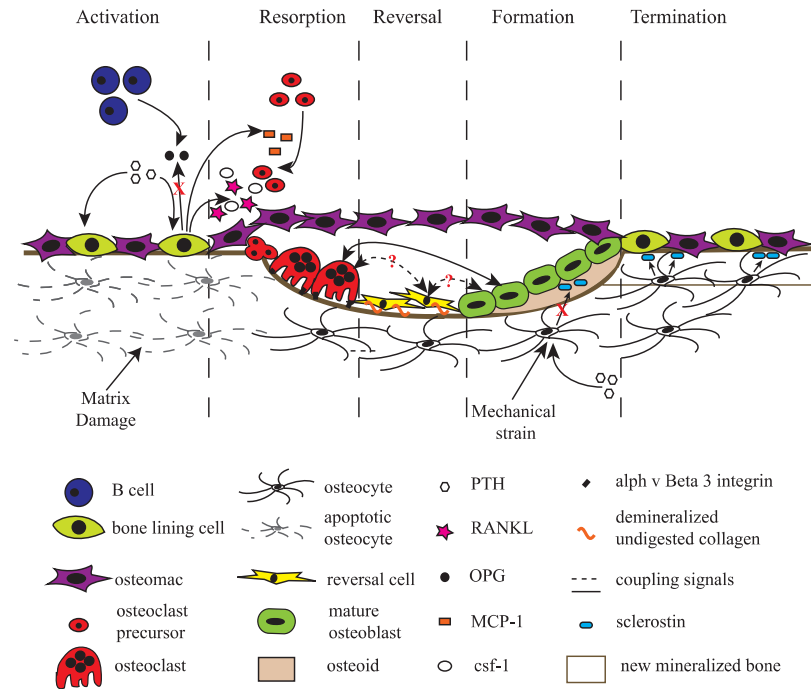 Activation
Resorption
Reversal
Formation
Termination
X
?
?
X
Matrix
Damage
Mechanical
strain
B cell
osteocyte
PTH
alph v Beta 3 integrin
bone lining cell
apoptotic
osteocyte
RANKL
demineralized
undigested collagen
osteomac
reversal cell
OPG
coupling signals
osteoclast
precursor
mature
osteoblast
MCP-1
sclerostin
osteoclast
osteoid
csf-1
new mineralized bone